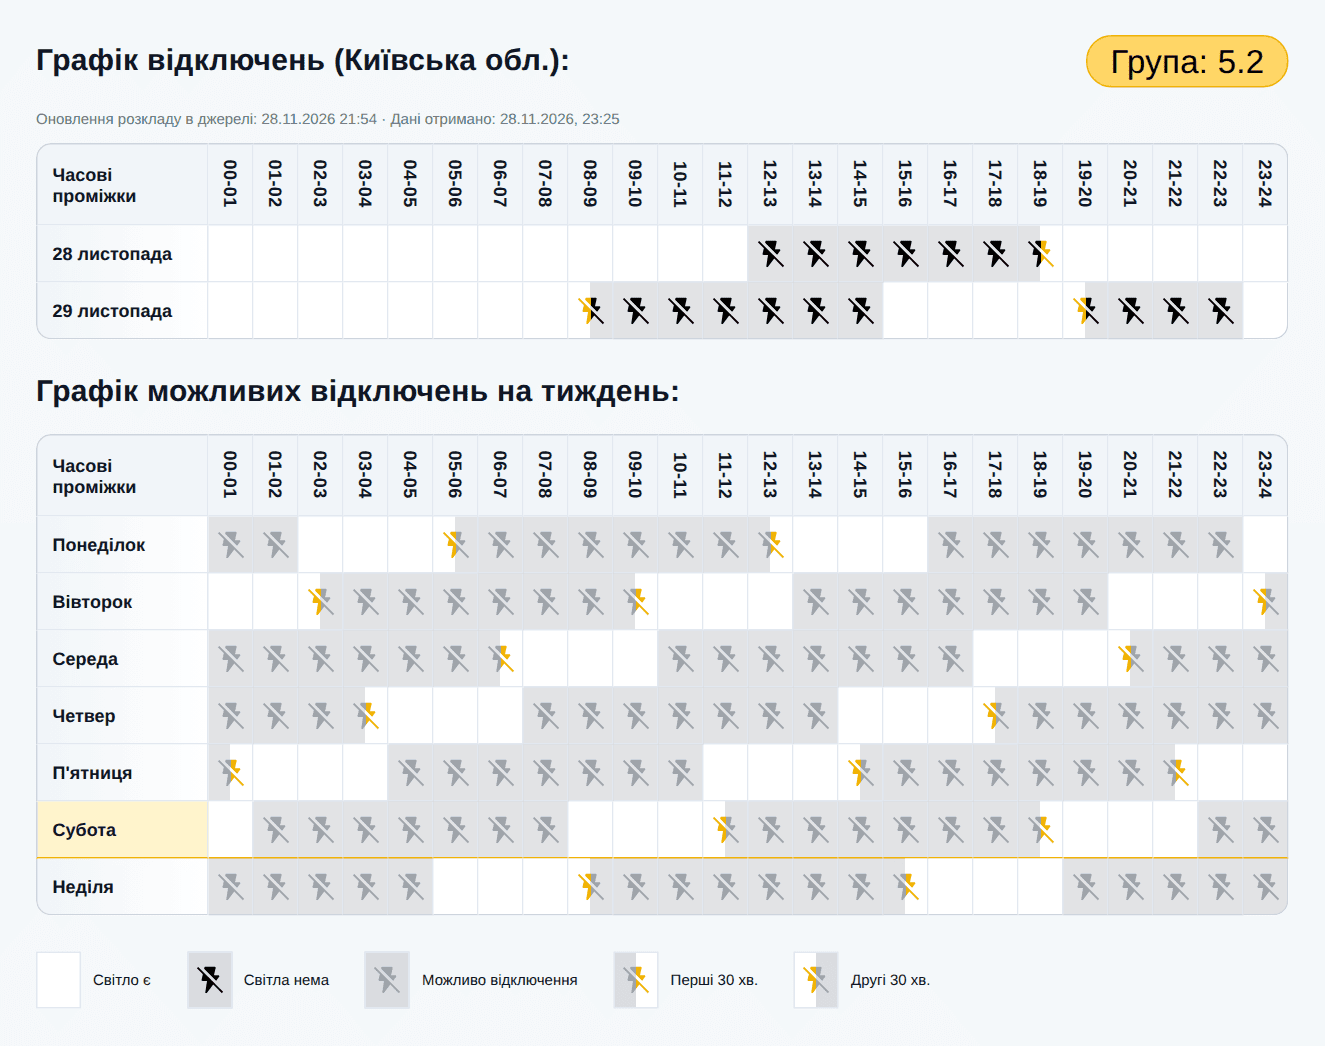 Графік відключень (Київська обл.):
Група: 5.2
Оновлення розкладу в джерелі: 28.11.2026 21:54 · Дані отримано: 28.11.2026, 23:25
Часові проміжки 00-01 01-02 02-03 03-04 04-05 05-06 06-07 07-08 08-09 09-10 10-11 11-12 12-13 13-14 14-15 15-16 16-17 17-18 18-19 19-20 20-21 21-22 22-23 23-24
28 листопада
29 листопада
Графік можливих відключень на тиждень:
Часові проміжки 00-01 01-02 02-03 03-04 04-05 05-06 06-07 07-08 08-09 09-10 10-11 11-12 12-13 13-14 14-15 15-16 16-17 17-18 18-19 19-20 20-21 21-22 22-23 23-24
Понеділок
Вівторок
Середа
Четвер
П'ятниця
Субота
Неділя
Світло є Світла нема Можливо відключення Перші 30 хв. Другі 30 хв.